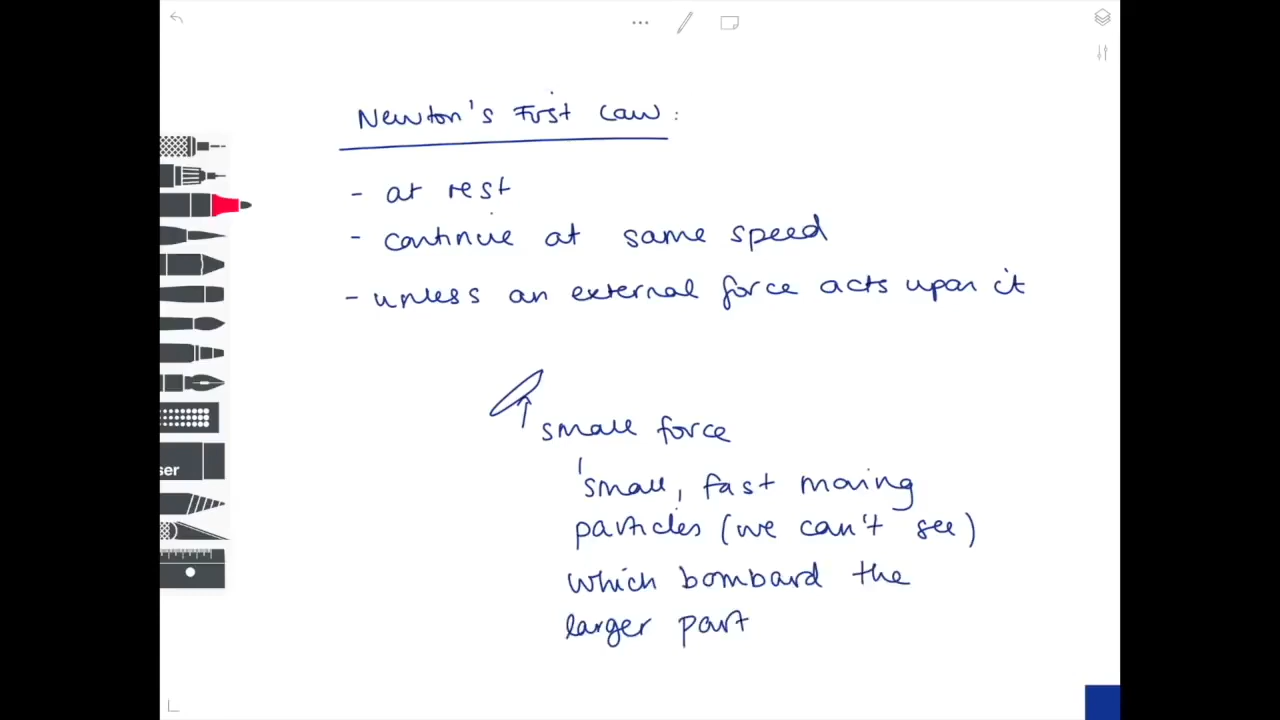 Newton's First Law :
- at rest
- continue at same speed
- unless an external force acts upon it
small force
small, fast moving
particles (we can't see)
which bombard the
larger part
ser